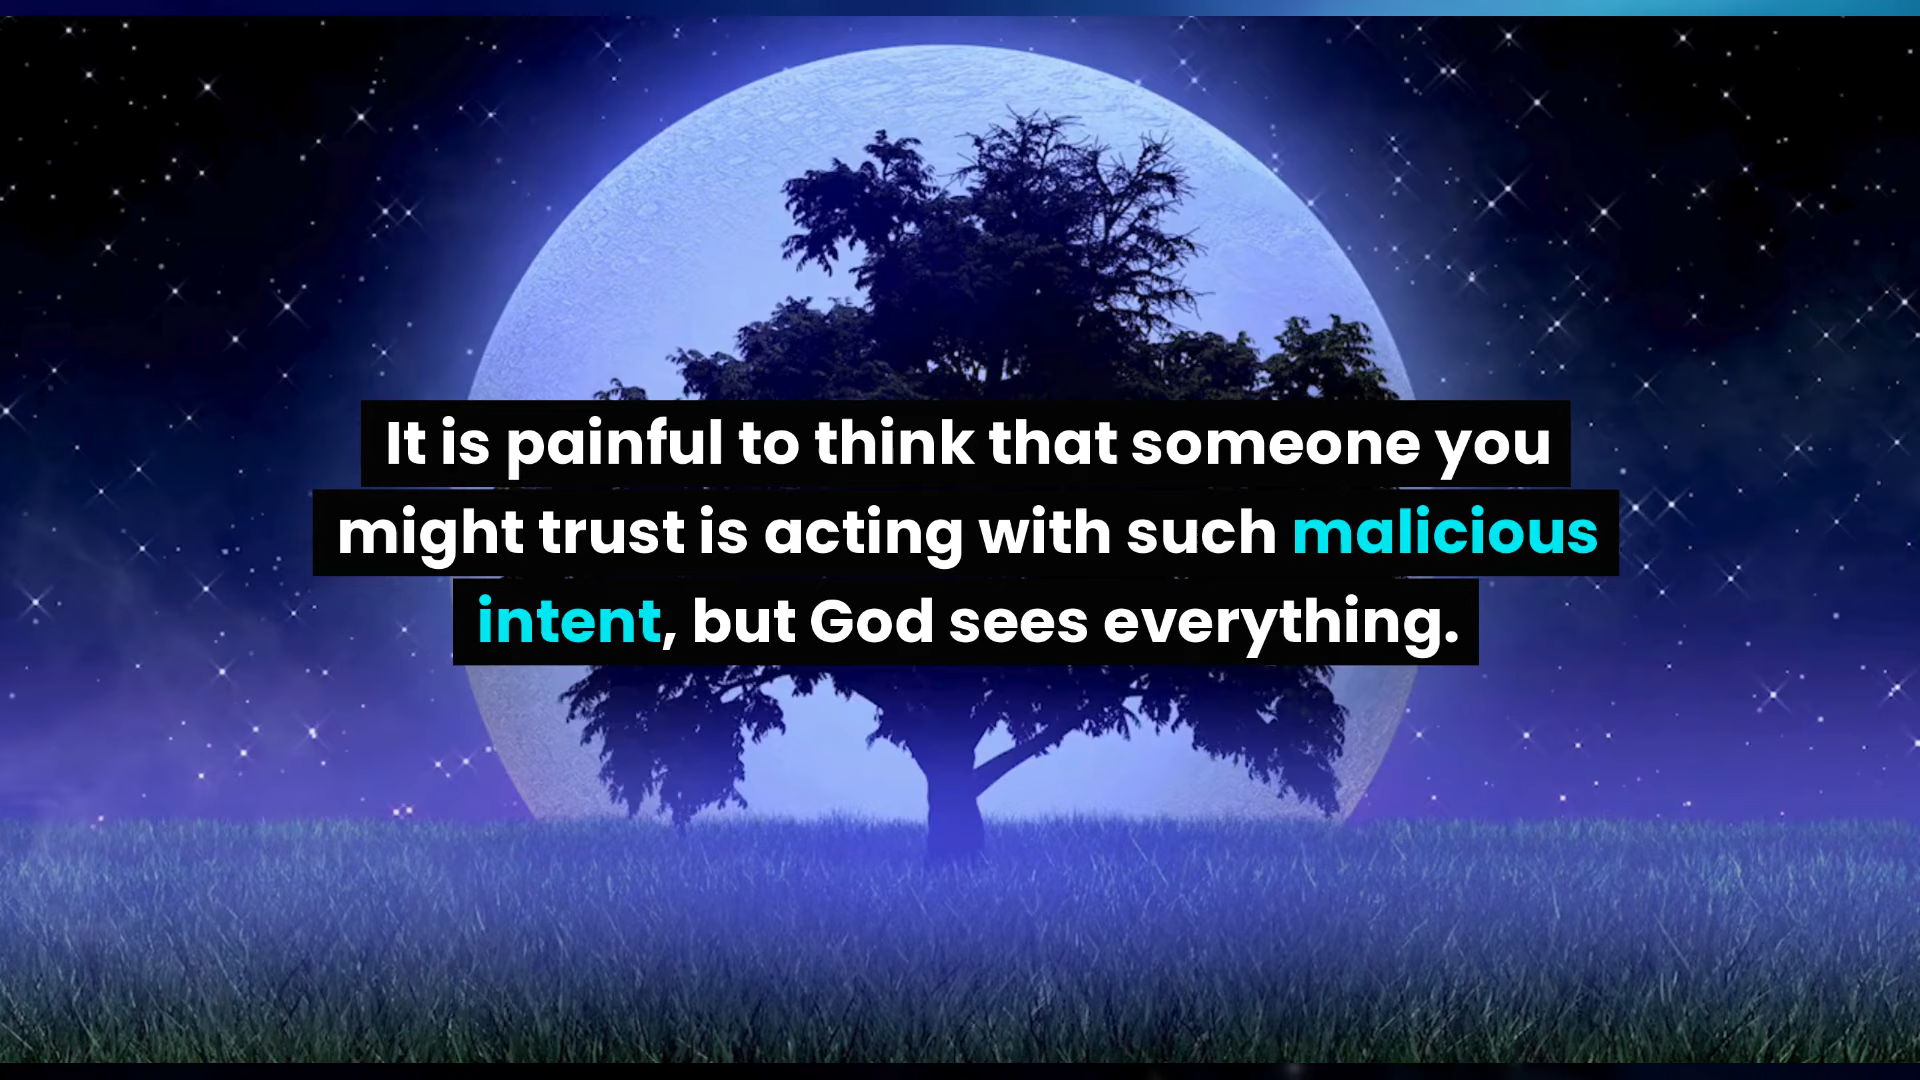 It is painful to think that someone you
might trust is acting with such malicious
intent, but God sees everything.